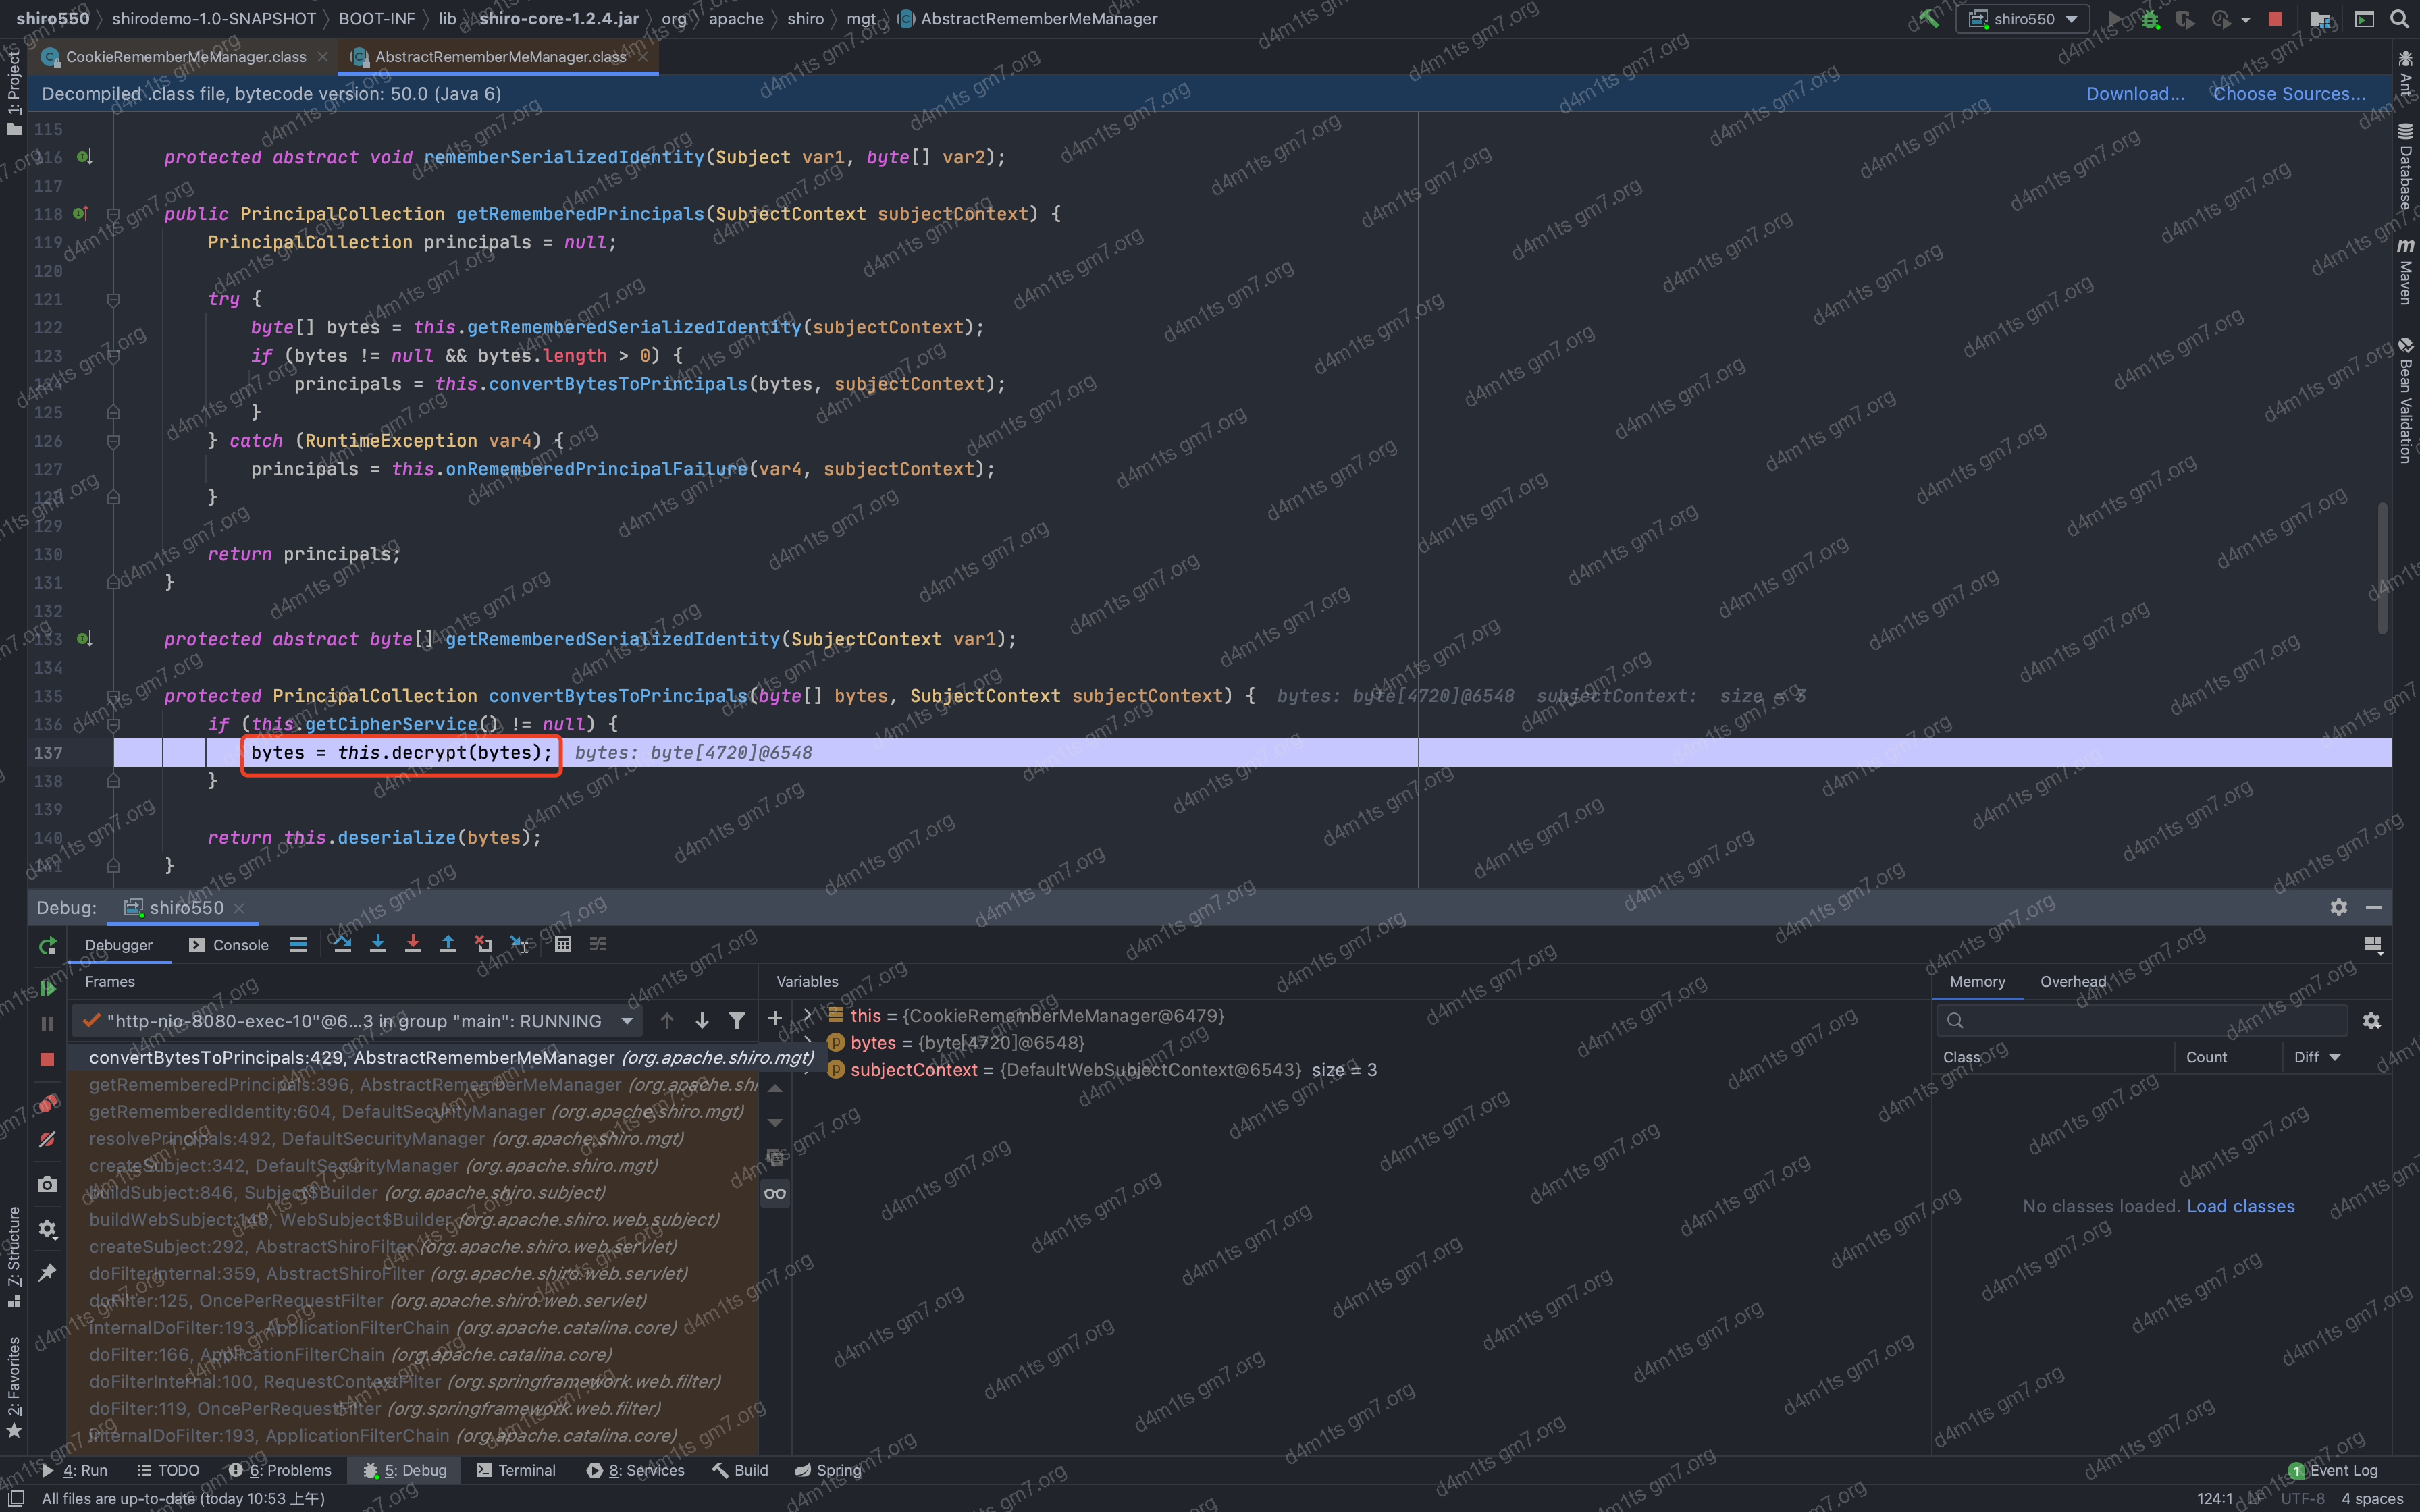 shiro550 shirodemo-1.0-SNAPSHOT BOOT-INF lib shiro-core-1.2.4.jar org apache shiro mgt AbstractRememberMeManager
shiro550
CookieRememberMeManager.class AbstractRememberMeManager.class
Decompiled .class file, bytecode version: 50.0 (Java 6) Download... Choose Sources...
115
116 protected abstract void rememberSerializedIdentity(Subject var1, byte[] var2);
117
118 public PrincipalCollection getRememberedPrincipals(SubjectContext subjectContext) {
119 PrincipalCollection principals = null;
120
121 try {
122 byte[] bytes = this.getRememberedSerializedIdentity(subjectContext);
123 if (bytes != null && bytes.length > 0) {
124 principals = this.convertBytesToPrincipals(bytes, subjectContext);
125 }
126 } catch (RuntimeException var4) {
127 principals = this.onRememberedPrincipalFailure(var4, subjectContext);
128 }
129
130 return principals;
131 }
132
133 protected abstract byte[] getRememberedSerializedIdentity(SubjectContext var1);
134
135 protected PrincipalCollection convertBytesToPrincipals(byte[] bytes, SubjectContext subjectContext) { bytes: byte[4720]@6548 subjectContext: size = 3
136 if (this.getCipherService() != null) {
137 bytes = this.decrypt(bytes); bytes: byte[4720]@6548
138 }
139
140 return this.deserialize(bytes);
141 }
1: Project
7: Structure
2: Favorites
Ant
Database
Maven
Bean Validation
Debug: shiro550
Debugger Console
Frames
"http-nio-8080-exec-10"@6...3 in group "main": RUNNING
convertBytesToPrincipals:429, AbstractRememberMeManager (org.apache.shiro.mgt)
getRememberedPrincipals:396, AbstractRememberMeManager (org.apache.shi
getRememberedIdentity:604, DefaultSecurityManager (org.apache.shiro.mgt)
resolvePrincipals:492, DefaultSecurityManager (org.apache.shiro.mgt)
createSubject:342, DefaultSecurityManager (org.apache.shiro.mgt)
buildSubject:846, Subject$Builder (org.apache.shiro.subject)
buildWebSubject:148, WebSubject$Builder (org.apache.shiro.web.subject)
createSubject:292, AbstractShiroFilter (org.apache.shiro.web.servlet)
doFilterInternal:359, AbstractShiroFilter (org.apache.shiro.web.servlet)
doFilter:125, OncePerRequestFilter (org.apache.shiro.web.servlet)
internalDoFilter:193, ApplicationFilterChain (org.apache.catalina.core)
doFilter:166, ApplicationFilterChain (org.apache.catalina.core)
doFilterInternal:100, RequestContextFilter (org.springframework.web.filter)
doFilter:119, OncePerRequestFilter (org.springframework.web.filter)
internalDoFilter:193, ApplicationFilterChain (org.apache.catalina.core)
Variables
this = {CookieRememberMeManager@6479}
bytes = {byte[4720]@6548}
subjectContext = {DefaultWebSubjectContext@6543} size = 3
Memory Overhead
Class Count Diff
No classes loaded. Load classes
4: Run TODO 6: Problems 5: Debug Terminal 8: Services Build Spring 1 Event Log
All files are up-to-date (today 10:53 上午) 124:1 LF UTF-8 4 spaces
d4m1ts gm7.org